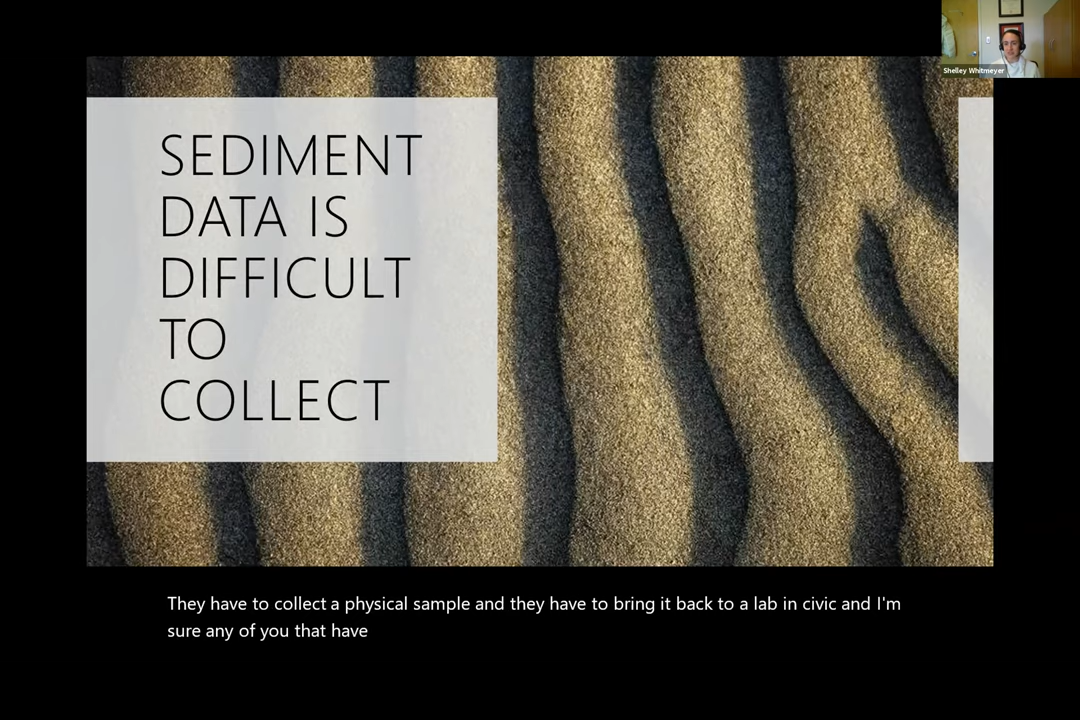 Shelley Whitmeyer
SEDIMENT
DATA IS
DIFFICULT
TO
COLLECT
They have to collect a physical sample and they have to bring it back to a lab in civic and I'm
sure any of you that have